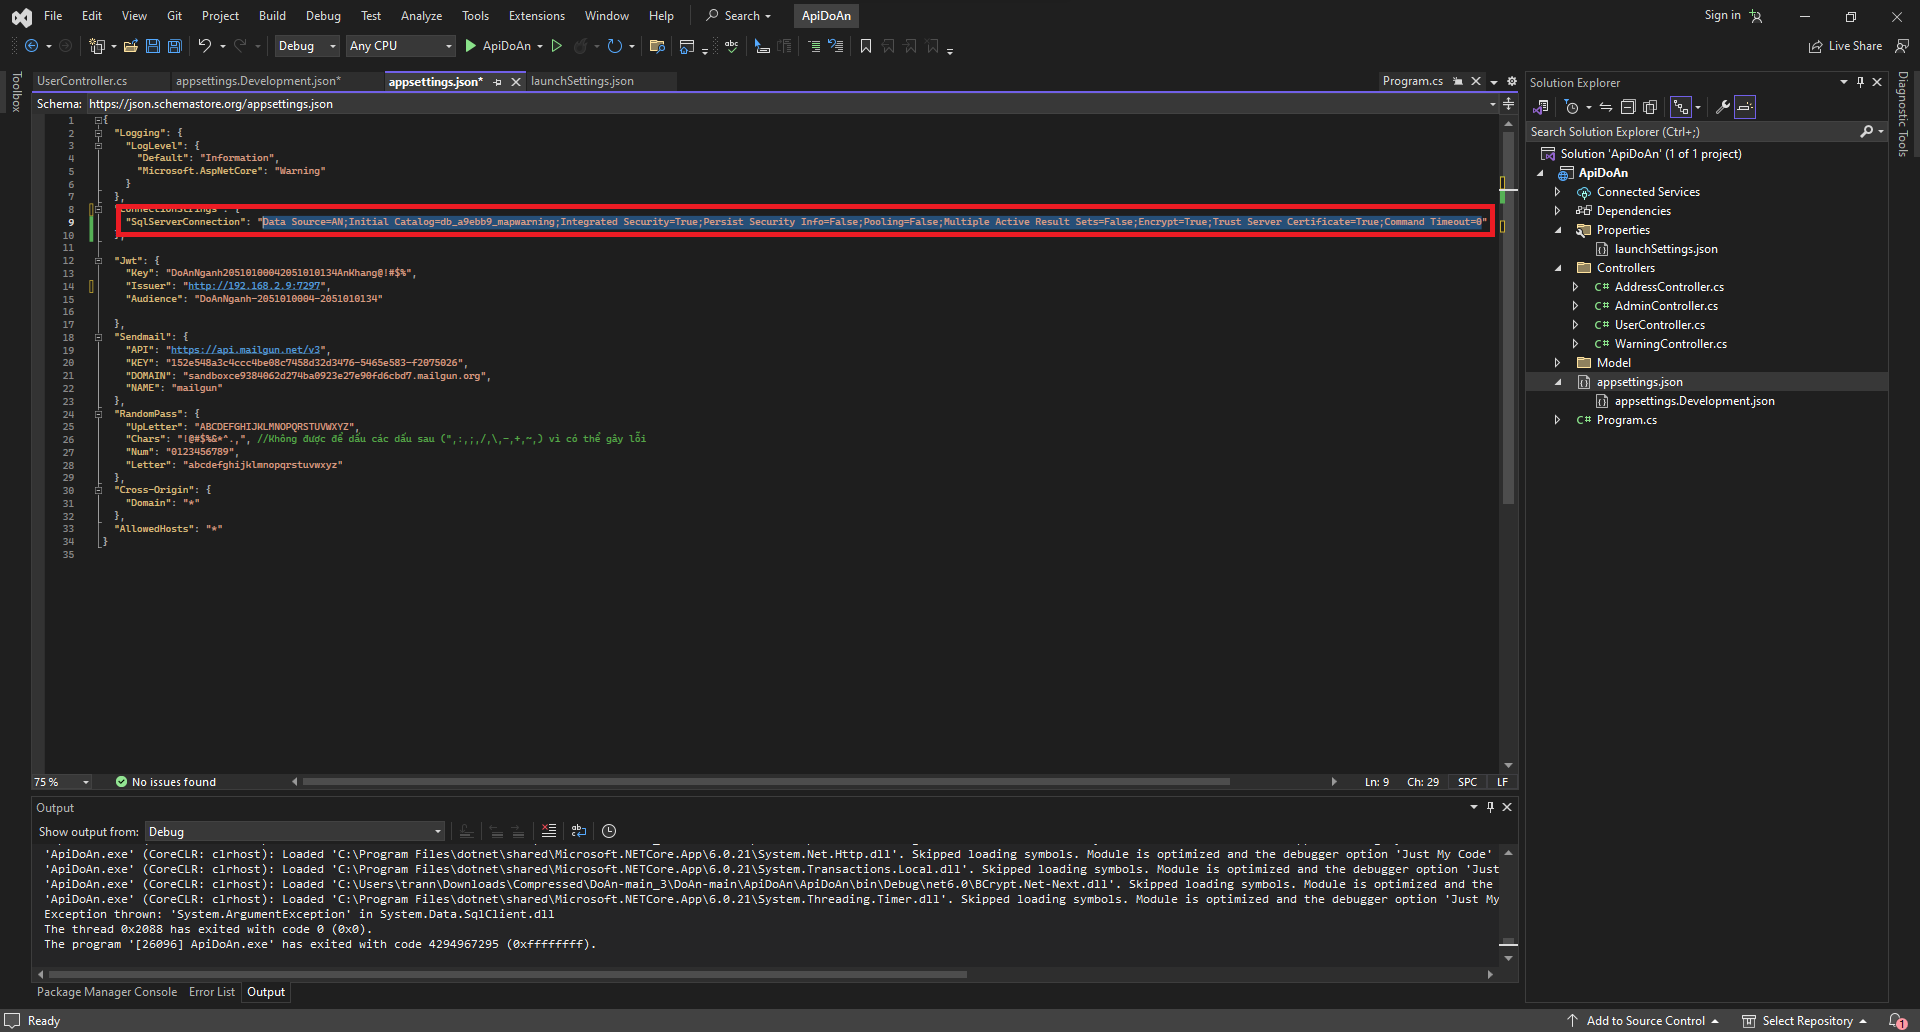 File Edit View Git Project Build Debug Test Analyze Tools Extensions Window Help Search ApiDoAn Sign in
Debug Any CPU ApiDoAn Live Share
Toolbox
UserController.cs appsettings.Development.json* appsettings.json* launchSettings.json Program.cs
Schema: https://json.schemastore.org/appsettings.json
1 {
2 "Logging": {
3 "LogLevel": {
4 "Default": "Information",
5 "Microsoft.AspNetCore": "Warning"
6 }
7 },
8 "ConnectionStrings": {
9 "SqlServerConnection": "Data Source=AN;Initial Catalog=db_a9ebb9_mapwarning;Integrated Security=True;Persist Security Info=False;Pooling=False;Multiple Active Result Sets=False;Encrypt=True;Trust Server Certificate=True;Command Timeout=0"
10 },
11
12 "Jwt": {
13 "Key": "DoAnNganh20510100042051010134AnKhang@!#$%",
14 "Issuer": "http://192.168.2.9:7297",
15 "Audience": "DoAnNganh-2051010004-2051010134"
16
17 },
18 "Sendmail": {
19 "API": "https://api.mailgun.net/v3",
20 "KEY": "152e548a3c4ccc4be08c7458d32d3476-5465e583-f2075026",
21 "DOMAIN": "sandboxce9384062d274ba0923e27e90fd6cbd7.mailgun.org",
22 "NAME": "mailgun"
23 },
24 "RandomPass": {
25 "UpLetter": "ABCDEFGHIJKLMNOPQRSTUVWXYZ",
26 "Chars": "!@#$%&*^.,", //Không được để dấu các dấu sau (",:,;,/,\,-,+,~,) vì có thể gây lỗi
27 "Num": "0123456789",
28 "Letter": "abcdefghijklmnopqrstuvwxyz"
29 },
30 "Cross-Origin": {
31 "Domain": "*"
32 },
33 "AllowedHosts": "*"
34 }
35
75 % No issues found Ln: 9 Ch: 29 SPC LF
Output
Show output from: Debug
'ApiDoAn.exe' (CoreCLR: clrhost): Loaded 'C:\Program Files\dotnet\shared\Microsoft.NETCore.App\6.0.21\System.Net.Http.dll'. Skipped loading symbols. Module is optimized and the debugger option 'Just My Code'
'ApiDoAn.exe' (CoreCLR: clrhost): Loaded 'C:\Program Files\dotnet\shared\Microsoft.NETCore.App\6.0.21\System.Transactions.Local.dll'. Skipped loading symbols. Module is optimized and the debugger option 'Just
'ApiDoAn.exe' (CoreCLR: clrhost): Loaded 'C:\Users\trann\Downloads\Compressed\DoAn-main_3\DoAn-main\ApiDoAn\ApiDoAn\bin\Debug\net6.0\BCrypt.Net-Next.dll'. Skipped loading symbols. Module is optimized and the
'ApiDoAn.exe' (CoreCLR: clrhost): Loaded 'C:\Program Files\dotnet\shared\Microsoft.NETCore.App\6.0.21\System.Threading.Timer.dll'. Skipped loading symbols. Module is optimized and the debugger option 'Just My
Exception thrown: 'System.ArgumentException' in System.Data.SqlClient.dll
The thread 0x2088 has exited with code 0 (0x0).
The program '[26096] ApiDoAn.exe' has exited with code 4294967295 (0xffffffff).
Package Manager Console Error List Output
Solution Explorer
Search Solution Explorer (Ctrl+;)
Solution 'ApiDoAn' (1 of 1 project)
ApiDoAn
Connected Services
Dependencies
Properties
launchSettings.json
Controllers
C# AddressController.cs
C# AdminController.cs
C# UserController.cs
C# WarningController.cs
Model
appsettings.json
appsettings.Development.json
C# Program.cs
Diagnostic Tools
Ready Add to Source Control Select Repository 1